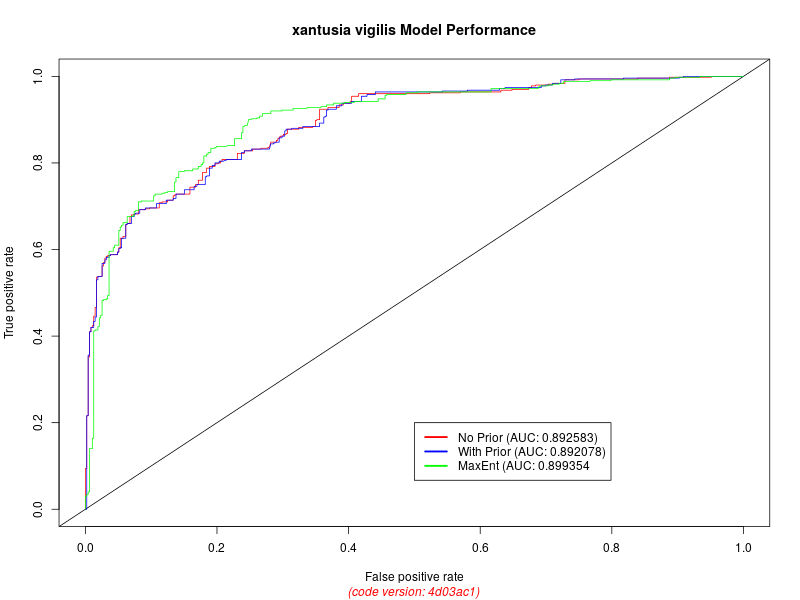 xantusia vigilis Model Performance
True positive rate
1.0
0.8
0.6
0.4
0.2
0.0
0.0 0.2 0.4 0.6 0.8 1.0
No Prior (AUC: 0.892583)
With Prior (AUC: 0.892078)
MaxEnt (AUC: 0.899354
False positive rate
(code version: 4d03ac1)